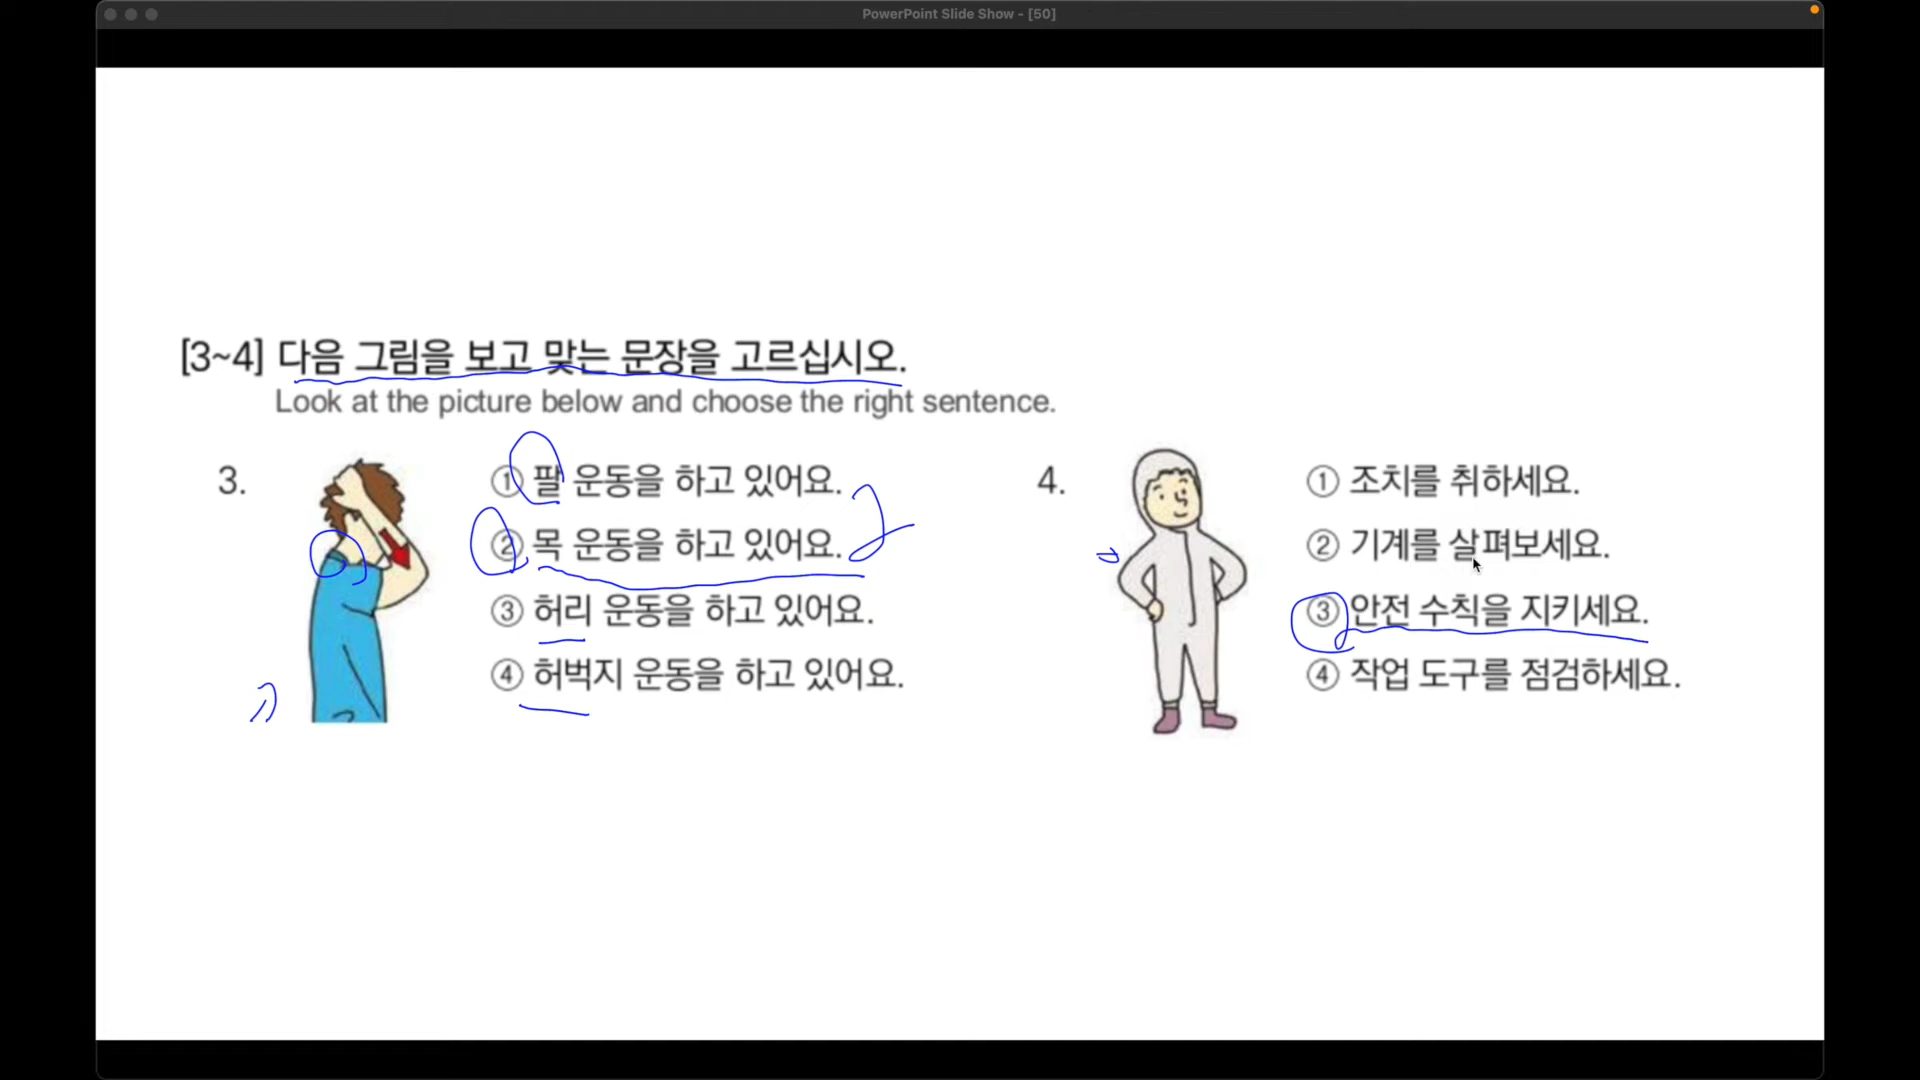 PowerPoint Slide Show - [50]
[3~4] 다음 그림을 보고 맞는 문장을 고르십시오.
Look at the picture below and choose the right sentence.
3.
① 팔 운동을 하고 있어요.
② 목 운동을 하고 있어요.
③ 허리 운동을 하고 있어요.
④ 허벅지 운동을 하고 있어요.
4.
① 조치를 취하세요.
② 기계를 살펴보세요.
③ 안전 수칙을 지키세요.
④ 작업 도구를 점검하세요.